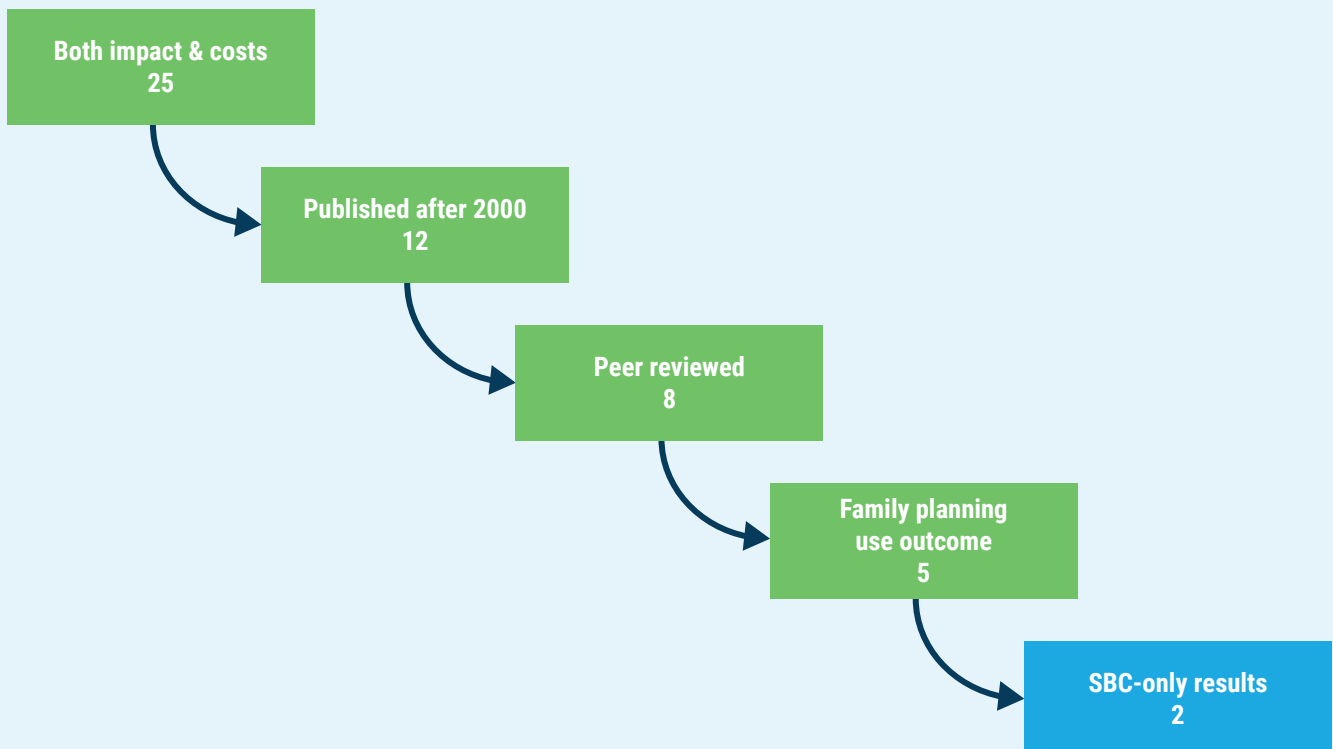 Both impact & costs
25
Published after 2000
12
Peer reviewed
8
Family planning
use outcome
5
SBC-only results
2